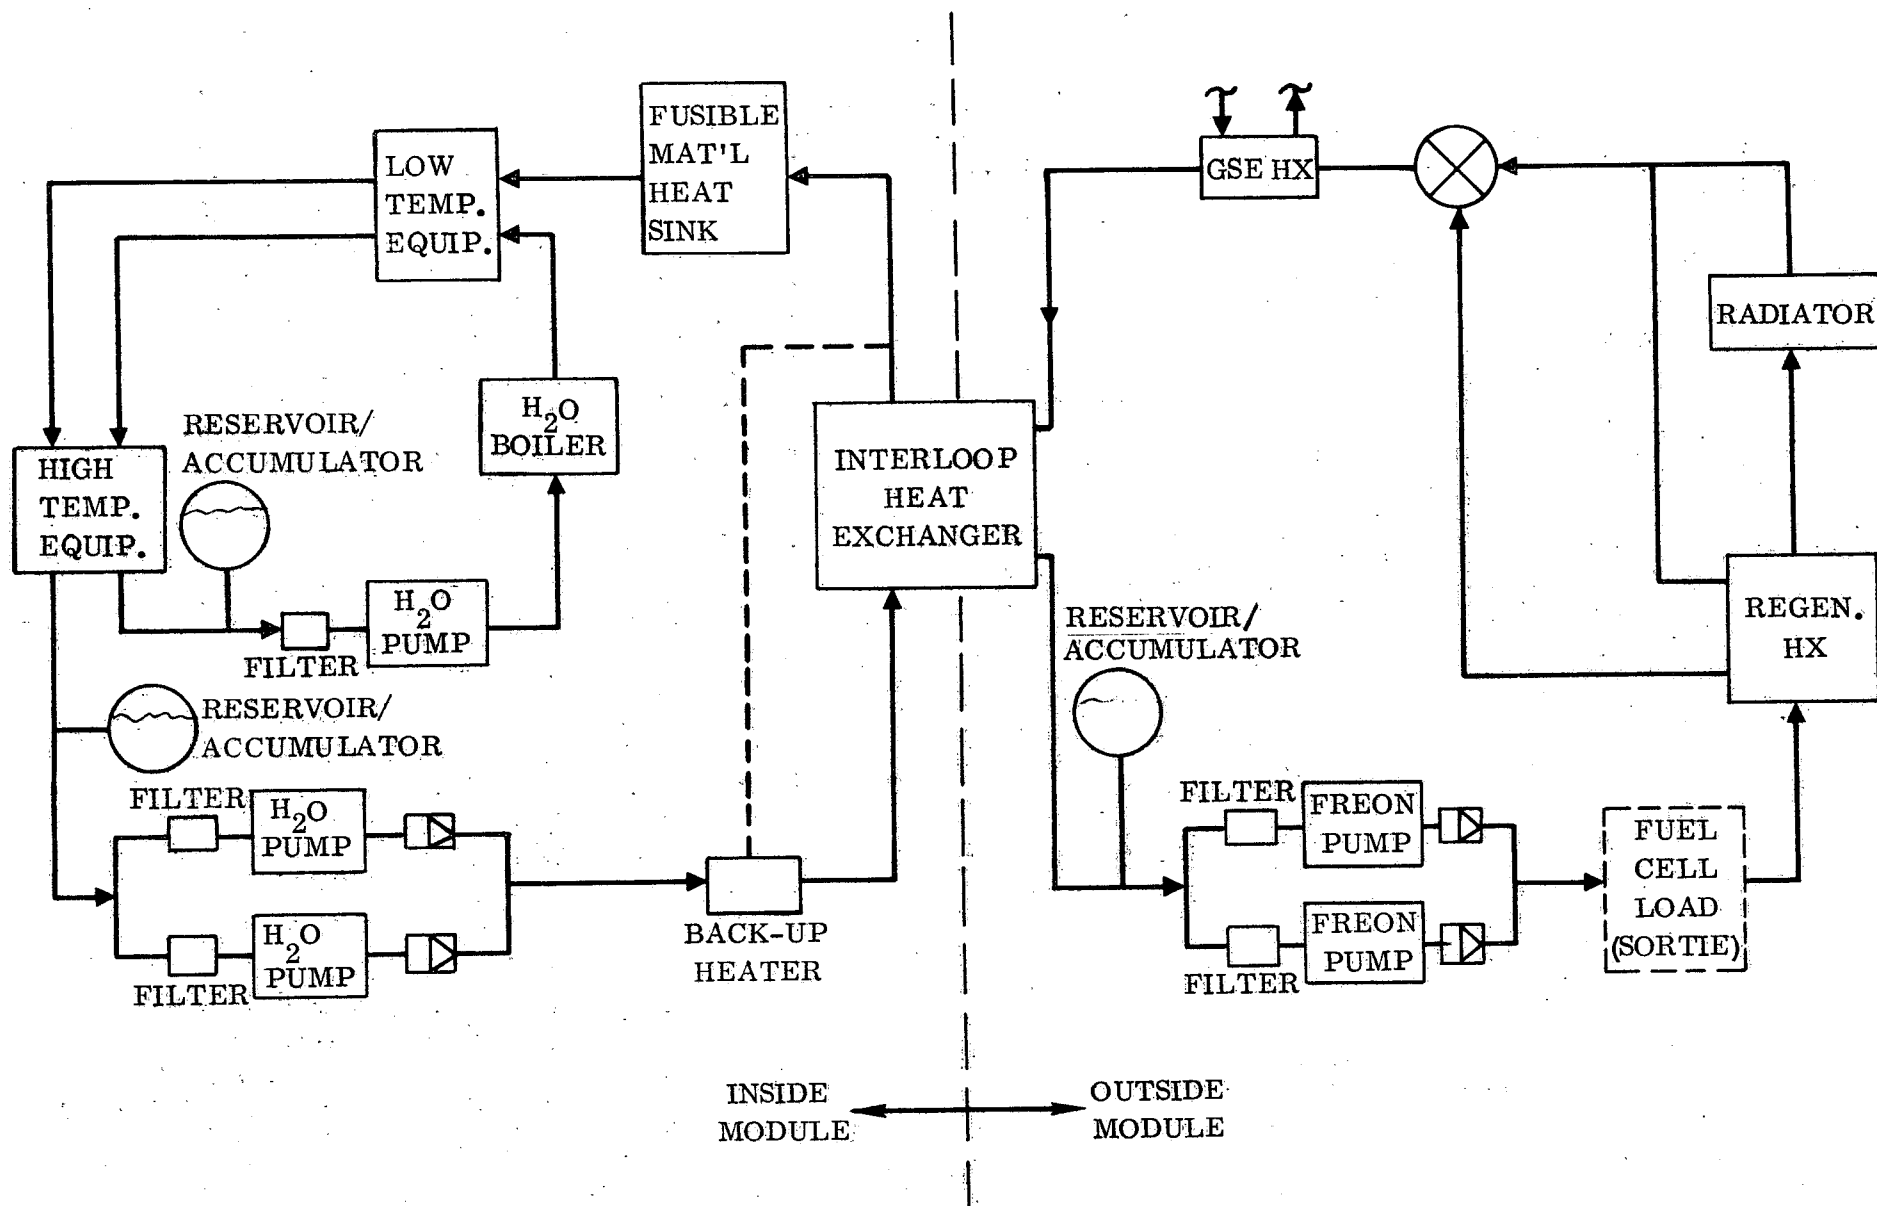 FUSIBLE
MAT'L
HEAT
SINK
LOW
TEMP.
EQUIP.
GSE HX
RADIATOR
H2O
BOILER
RESERVOIR/
ACCUMULATOR
HIGH
TEMP.
EQUIP.
INTERLOOP
HEAT
EXCHANGER
H2O
PUMP
FILTER
REGEN.
HX
RESERVOIR/
ACCUMULATOR
RESERVOIR/
ACCUMULATOR
FILTER
H2O
PUMP
H2O
PUMP
FILTER
BACK-UP
HEATER
FILTER
FREON
PUMP
FREON
PUMP
FILTER
FUEL
CELL
LOAD
(SORTIE)
INSIDE
MODULE
OUTSIDE
MODULE